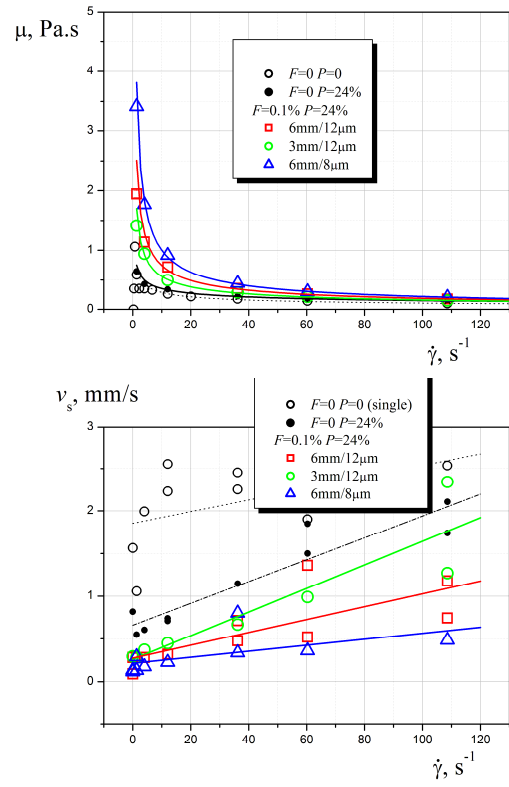 μ, Pa.s
5
4
3
2
1
0
F=0 P=0
F=0 P=24%
F=0.1% P=24%
6mm/12μm
3mm/12μm
6mm/8μm
0 20 40 60 80 100 120
γ̇, s⁻¹
vₛ, mm/s
3
2
1
0
F=0 P=0 (single)
F=0 P=24%
F=0.1% P=24%
6mm/12μm
3mm/12μm
6mm/8μm
0 20 40 60 80 100 120
γ̇, s⁻¹